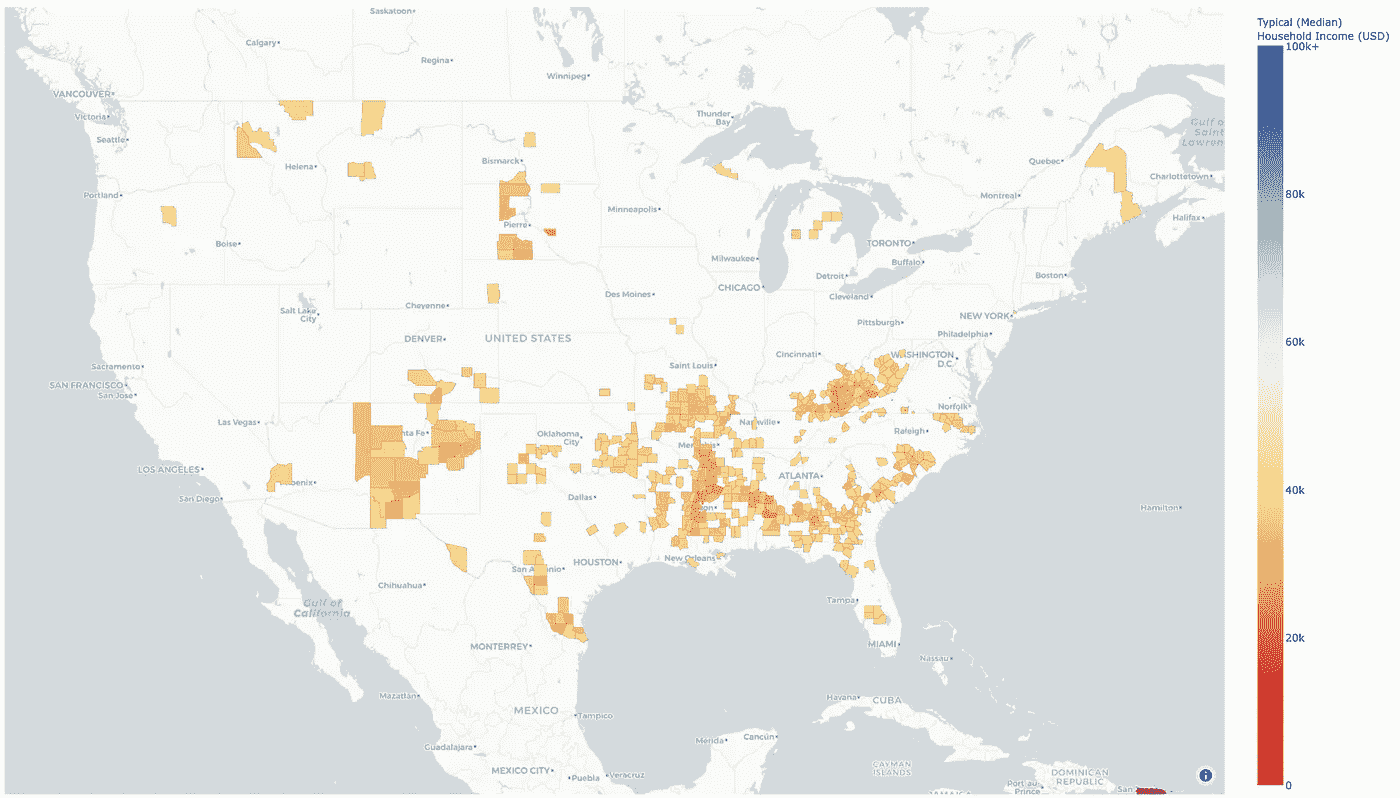 Typical (Median)
Household Income (USD)
100k+
80k
60k
40k
20k
0
Saskatoon
Calgary
Regina
Winnipeg
VANCOUVER
Victoria
Seattle
Thunder
Bay
Gulf o
Saint
Lawren
Helena
Bismarck
Quebec
Charlottetown
Portland
Montreal
Minneapolis
Halifax
Pierre
Boise
TORONTO
Buffalo
Milwaukee
Boston
Detroit
CHICAGO
Des Moines
Cleveland
Salt Lake
City
Cheyenne
NEW YORK
Pittsburgh
Philadelphia
DENVER
UNITED STATES
Cincinnati
WASHINGTON
D.C.
Sacramento
Saint Louis
SAN FRANCISCO
San Jose
Norfolk
Las Vegas
Nashville
Raleigh
ta Fe
Oklahoma
City
Memphis
LOS ANGELES
ATLANTA
oenix
San Diego
Dallas
on
Hamilton
New Orleans
HOUSTON
San Antonio
Chihuahua
Tampa
Gulf of
California
MONTERREY
MIAMI
Nassau
Mazatlán
Havana
CUBA
MEXICO
Tampico
Guadalajara
Mérida
Cancún
MEXICO CITY
Puebla
Veracruz
CAYMAN
ISLANDS
DOMINICAN
REPUBLIC
Port-au
Prince
San
i